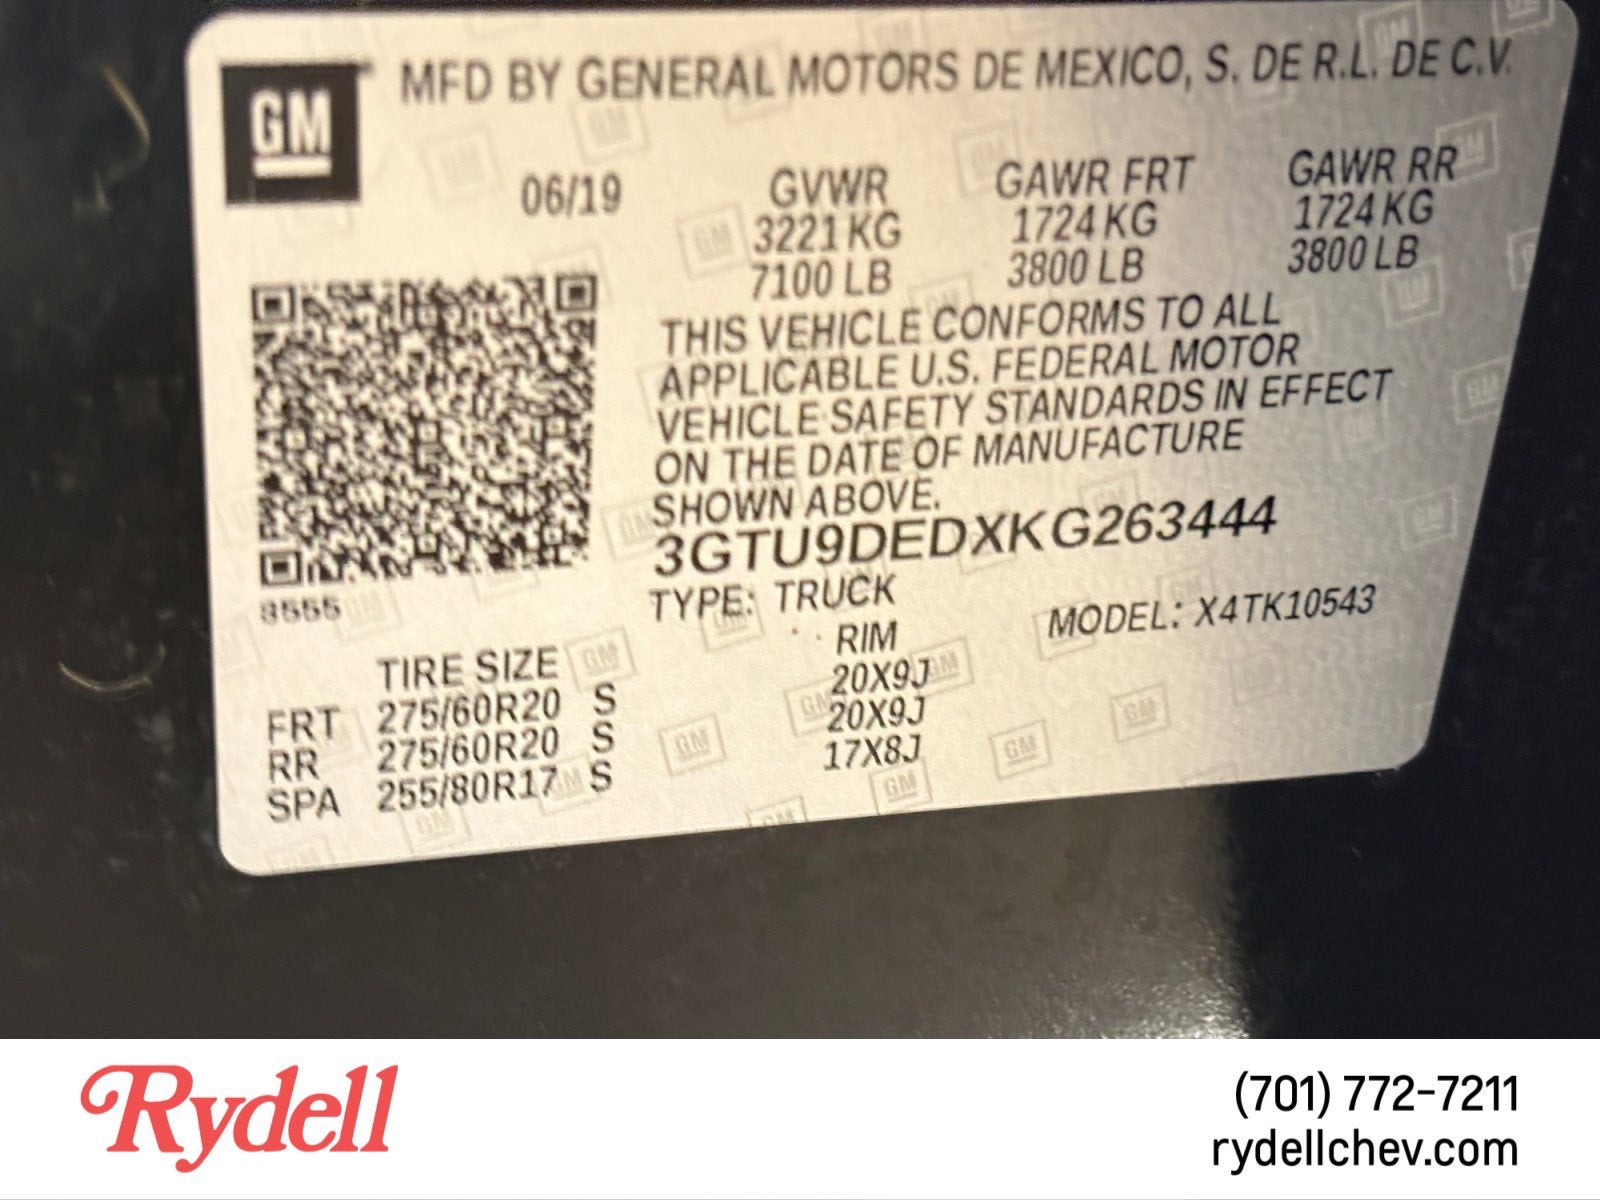 GM MFD BY GENERAL MOTORS DE MEXICO, S. DE R.L. DE C.V.
06/19 GVWR GAWR FRT GAWR RR
3221 KG 1724 KG 1724 KG
7100 LB 3800 LB 3800 LB
THIS VEHICLE CONFORMS TO ALL
APPLICABLE U.S. FEDERAL MOTOR
VEHICLE SAFETY STANDARDS IN EFFECT
ON THE DATE OF MANUFACTURE
SHOWN ABOVE.
3GTU9DEDXKG263444
TYPE: TRUCK MODEL: X4TK10543
TIRE SIZE RIM
FRT 275/60R20 S 20X9J
RR 275/60R20 S 20X9J
SPA 255/80R17 S 17X8J
Rydell
(701) 772-7211
rydellchev.com